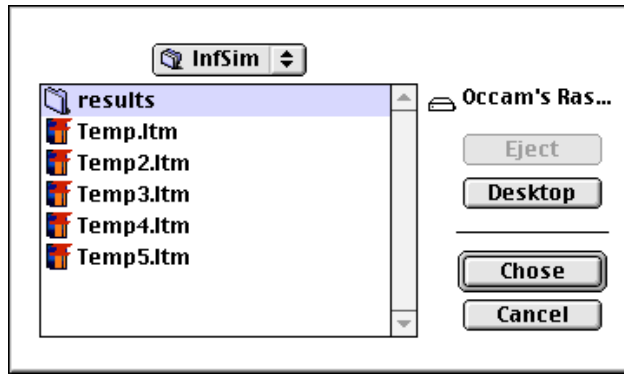 InfSim
results
Temp.ltm
Temp2.ltm
Temp3.ltm
Temp4.ltm
Temp5.ltm
Occam's Ras...
Eject
Desktop
Chose
Cancel